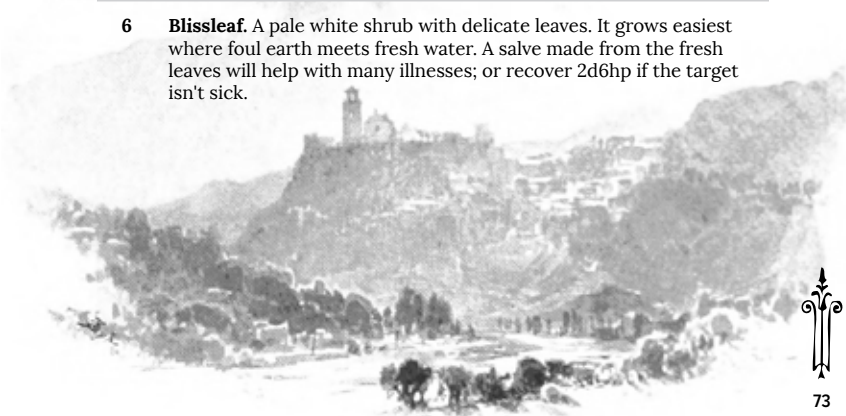 6 Blissleaf. A pale white shrub with delicate leaves. It grows easiest
where foul earth meets fresh water. A salve made from the fresh
leaves will help with many illnesses; or recover 2d6hp if the target
isn't sick.
73